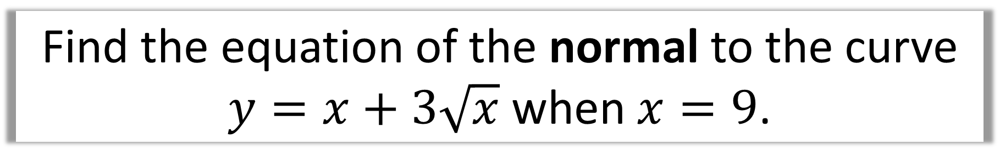 Find the equation of the normal to the curve
y = x + 3√x when x = 9.